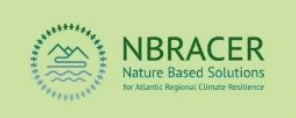 NBRACER
Nature Based Solutions
for Atlantic Regional Climate Resilience